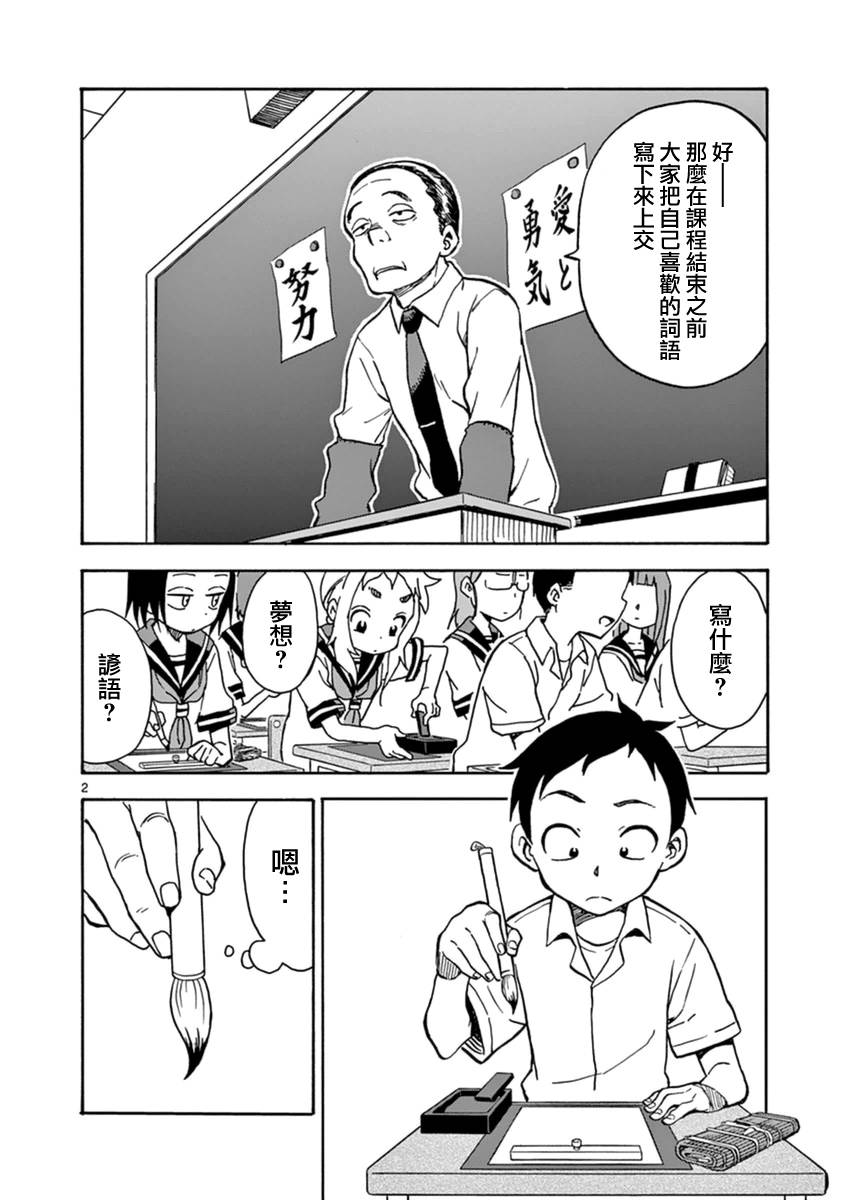 好——
那麼在課程結束之前
大家把自己喜歡的詞語
寫下來上交
愛と
勇気
努力
寫什麼?
夢想?
諺語?
2
嗯…